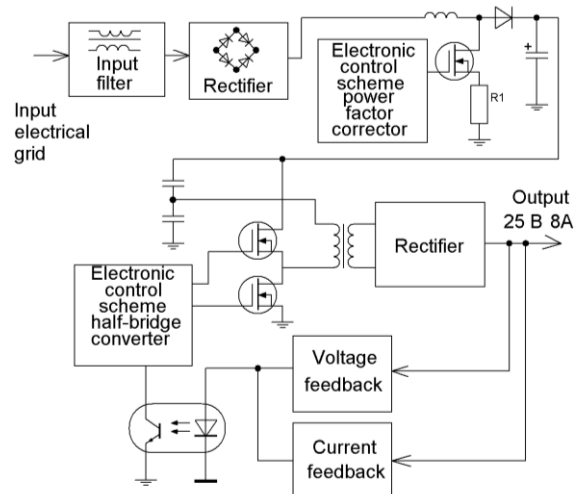 Input
filter
Rectifier
Electronic
control
scheme
power
factor
corrector
R1
+
Input
electrical
grid
Output
25 B 8A
Rectifier
Electronic
control
scheme
half-bridge
converter
Voltage
feedback
Current
feedback